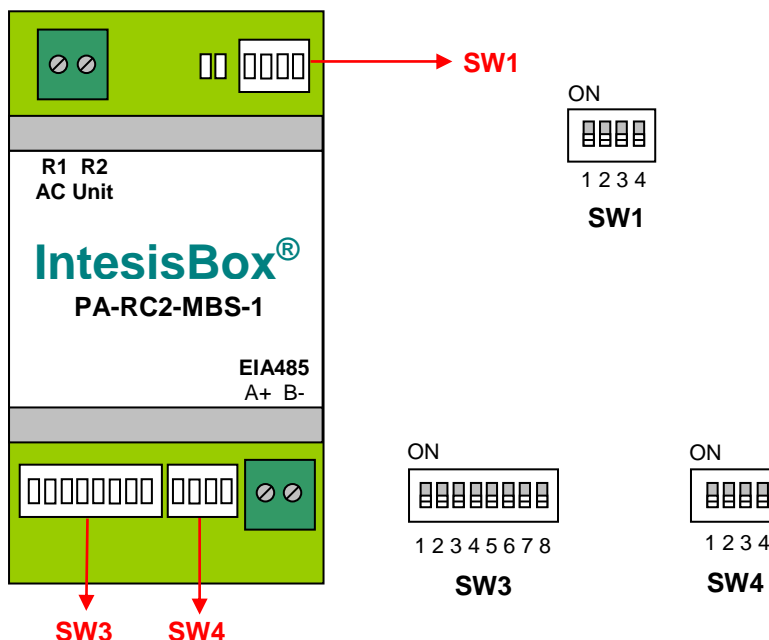 SW1
ON
1 2 3 4
SW1
R1 R2
AC Unit
IntesisBox®
PA-RC2-MBS-1
EIA485
A+ B-
ON
1 2 3 4 5 6 7 8
SW3
ON
1 2 3 4
SW4
SW3 SW4